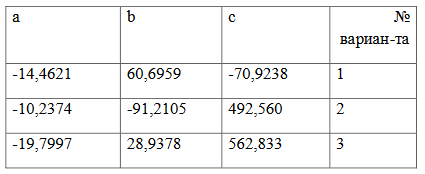 a b c №
вариан-та
-14,4621 60,6959 -70,9238 1
-10,2374 -91,2105 492,560 2
-19,7997 28,9378 562,833 3